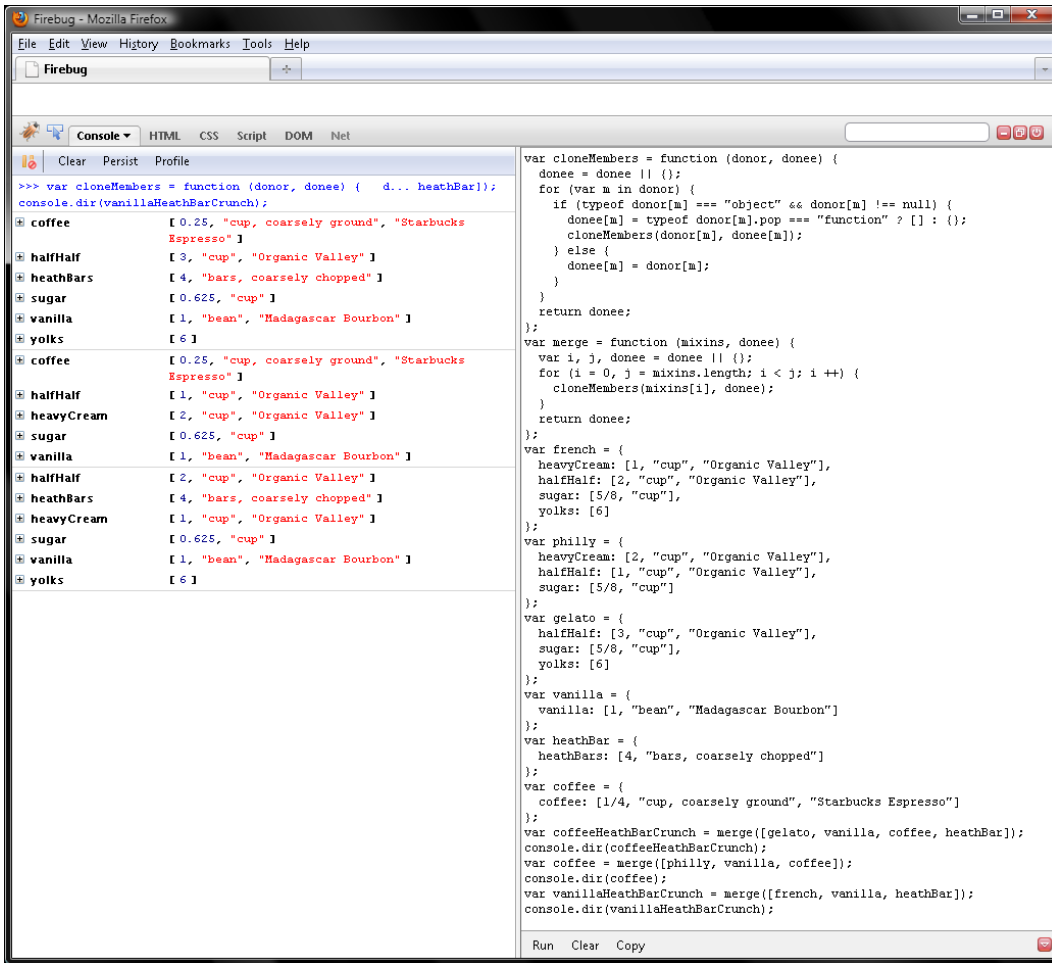 Firebug - Mozilla Firefox
File Edit View History Bookmarks Tools Help
Firebug
Console HTML CSS Script DOM Net
Clear Persist Profile
>>> var cloneMembers = function (donor, donee) { d... heathBar]);
console.dir(vanillaHeathBarCrunch);
coffee [ 0.25, "cup, coarsely ground", "Starbucks
Espresso" ]
halfHalf [ 3, "cup", "Organic Valley" ]
heathBars [ 4, "bars, coarsely chopped" ]
sugar [ 0.625, "cup" ]
vanilla [ 1, "bean", "Madagascar Bourbon" ]
yolks [ 6 ]
coffee [ 0.25, "cup, coarsely ground", "Starbucks
Espresso" ]
halfHalf [ 1, "cup", "Organic Valley" ]
heavyCream [ 2, "cup", "Organic Valley" ]
sugar [ 0.625, "cup" ]
vanilla [ 1, "bean", "Madagascar Bourbon" ]
halfHalf [ 2, "cup", "Organic Valley" ]
heathBars [ 4, "bars, coarsely chopped" ]
heavyCream [ 1, "cup", "Organic Valley" ]
sugar [ 0.625, "cup" ]
vanilla [ 1, "bean", "Madagascar Bourbon" ]
yolks [ 6 ]
var cloneMembers = function (donor, donee) {
  donee = donee || {};
  for (var m in donor) {
    if (typeof donor[m] === "object" && donor[m] !== null) {
      donee[m] = typeof donor[m].pop === "function" ? [] : {};
      cloneMembers(donor[m], donee[m]);
    } else {
      donee[m] = donor[m];
    }
  }
  return donee;
};
var merge = function (mixins, donee) {
  var i, j, donee = donee || {};
  for (i = 0, j = mixins.length; i < j; i ++) {
    cloneMembers(mixins[i], donee);
  }
  return donee;
};
var french = {
  heavyCream: [1, "cup", "Organic Valley"],
  halfHalf: [2, "cup", "Organic Valley"],
  sugar: [5/8, "cup"],
  yolks: [6]
};
var philly = {
  heavyCream: [2, "cup", "Organic Valley"],
  halfHalf: [1, "cup", "Organic Valley"],
  sugar: [5/8, "cup"]
};
var gelato = {
  halfHalf: [3, "cup", "Organic Valley"],
  sugar: [5/8, "cup"],
  yolks: [6]
};
var vanilla = {
  vanilla: [1, "bean", "Madagascar Bourbon"]
};
var heathBar = {
  heathBars: [4, "bars, coarsely chopped"]
};
var coffee = {
  coffee: [1/4, "cup, coarsely ground", "Starbucks Espresso"]
};
var coffeeHeathBarCrunch = merge([gelato, vanilla, coffee, heathBar]);
console.dir(coffeeHeathBarCrunch);
var coffee = merge([philly, vanilla, coffee]);
console.dir(coffee);
var vanillaHeathBarCrunch = merge([french, vanilla, heathBar]);
console.dir(vanillaHeathBarCrunch);
Run Clear Copy